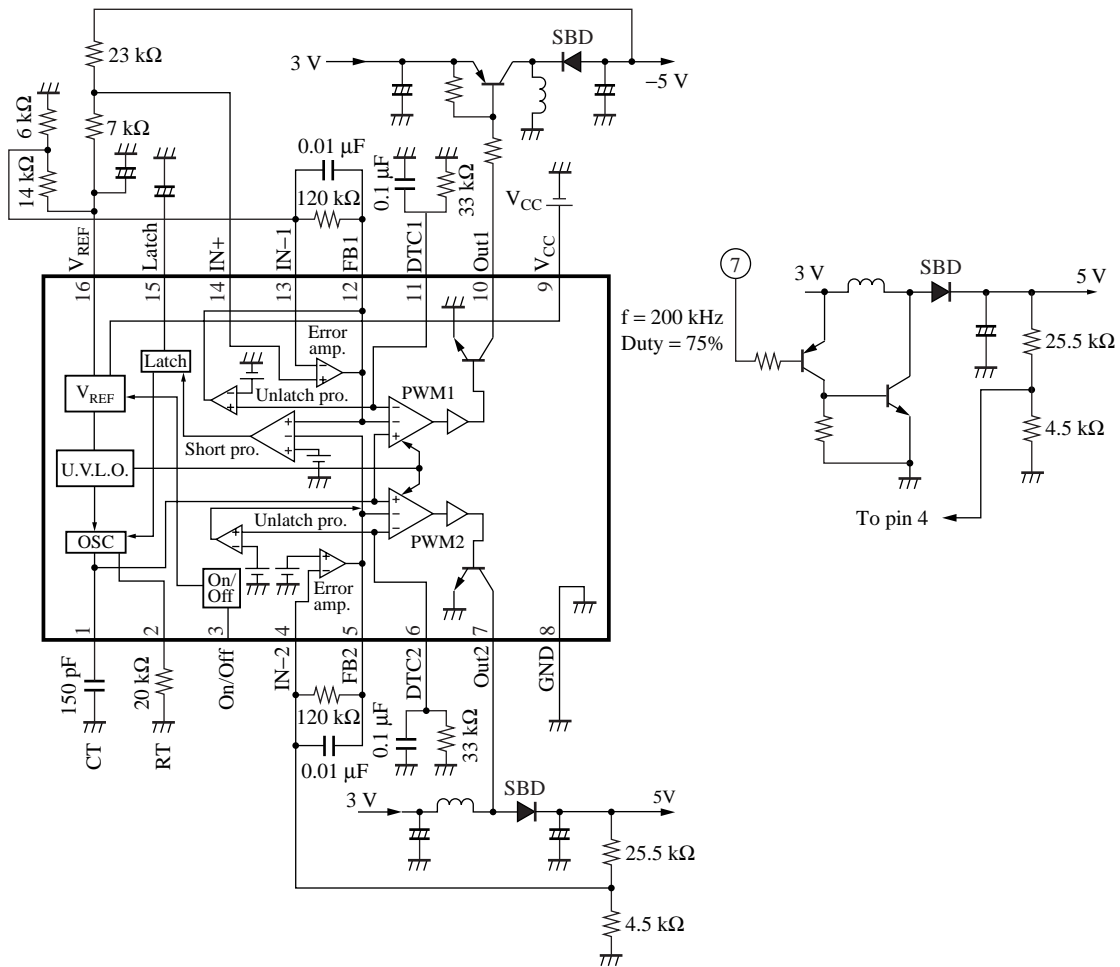 23 kΩ
6 kΩ
7 kΩ
14 kΩ
3 V
SBD
−5 V
0.01 µF
120 kΩ
0.1 µF
33 kΩ
VCC
VREF
Latch
IN+
IN−1
FB1
DTC1
Out1
VCC
16
15
14
13
12
11
10
9
Latch
VREF
U.V.L.O.
OSC
On/
Off
Error
amp.
Unlatch pro.
Short pro.
PWM1
Unlatch pro.
PWM2
Error
amp.
1
2
3
4
5
6
7
8
150 pF
CT
20 kΩ
RT
On/Off
IN−2
FB2
DTC2
Out2
GND
120 kΩ
0.01 µF
0.1 µF
33 kΩ
3 V
SBD
5V
25.5 kΩ
4.5 kΩ
7
f = 200 kHz
Duty = 75%
3 V
SBD
5 V
25.5 kΩ
4.5 kΩ
To pin 4